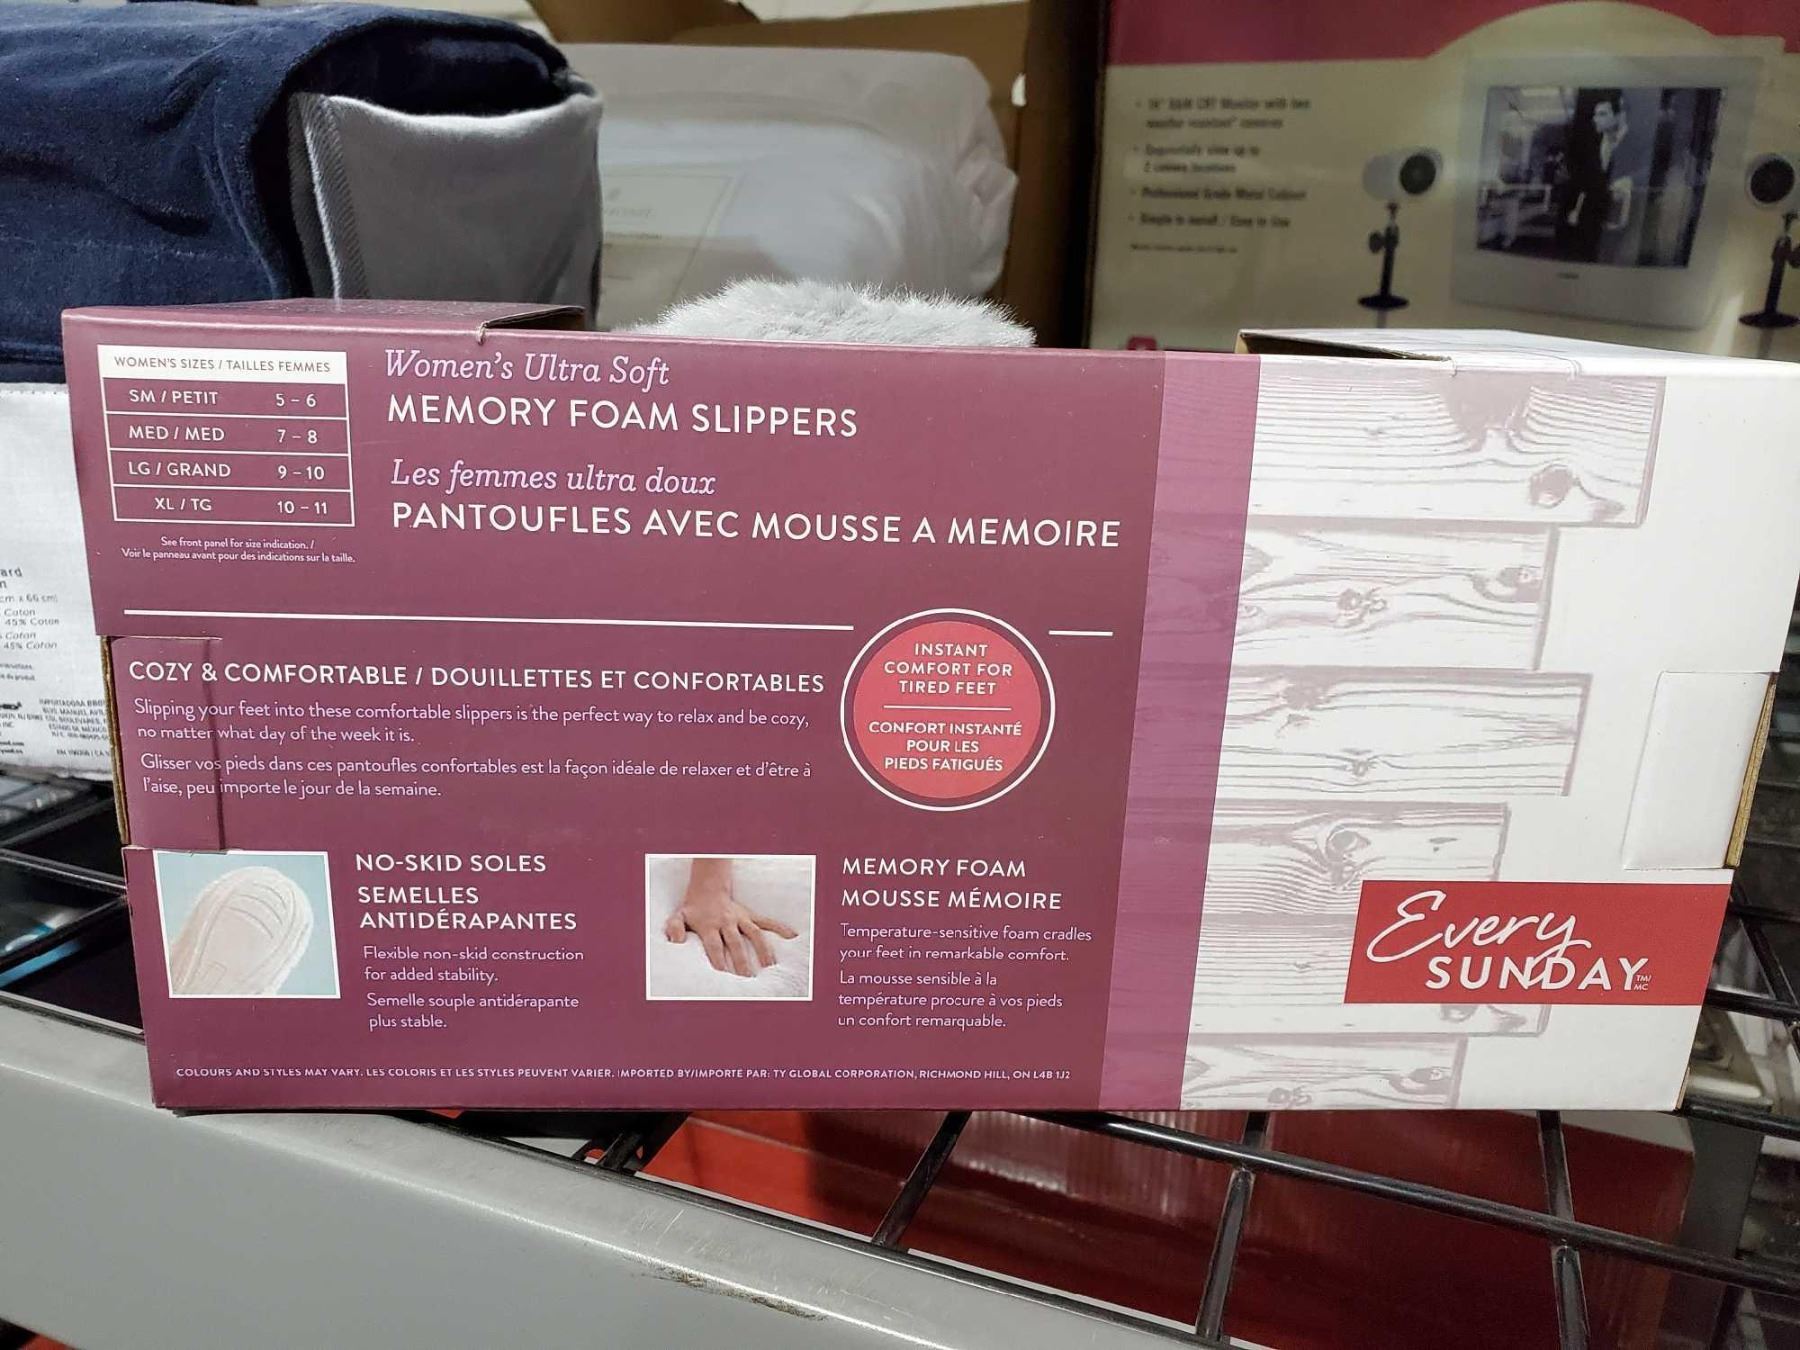 WOMEN'S SIZES / TAILLES FEMMES
SM / PETIT 5 - 6
MED / MED 7 - 8
LG / GRAND 9 - 10
XL / TG 10 - 11
See front panel for size indication. /
Voir le panneau avant pour des indications sur la taille.
Women's Ultra Soft
MEMORY FOAM SLIPPERS
Les femmes ultra doux
PANTOUFLES AVEC MOUSSE A MEMOIRE
COZY & COMFORTABLE / DOUILLETTES ET CONFORTABLES
Slipping your feet into these comfortable slippers is the perfect way to relax and be cozy,
no matter what day of the week it is.
Glisser vos pieds dans ces pantoufles confortables est la façon idéale de relaxer et d'être à
l'aise, peu importe le jour de la semaine.
INSTANT
COMFORT FOR
TIRED FEET
CONFORT INSTANTÉ
POUR LES
PIEDS FATIGUÉS
NO-SKID SOLES
SEMELLES
ANTIDÉRAPANTES
Flexible non-skid construction
for added stability.
Semelle souple antidérapante
plus stable.
MEMORY FOAM
MOUSSE MÉMOIRE
Temperature-sensitive foam cradles
your feet in remarkable comfort.
La mousse sensible à la
température procure à vos pieds
un confort remarquable.
Every
SUNDAY TM/
MC
COLOURS AND STYLES MAY VARY. LES COLORIS ET LES STYLES PEUVENT VARIER. IMPORTED BY/IMPORTÉ PAR: TY GLOBAL CORPORATION, RICHMOND HILL, ON L4B 1J2
Coton
45% Coton
Coton
45% Coton